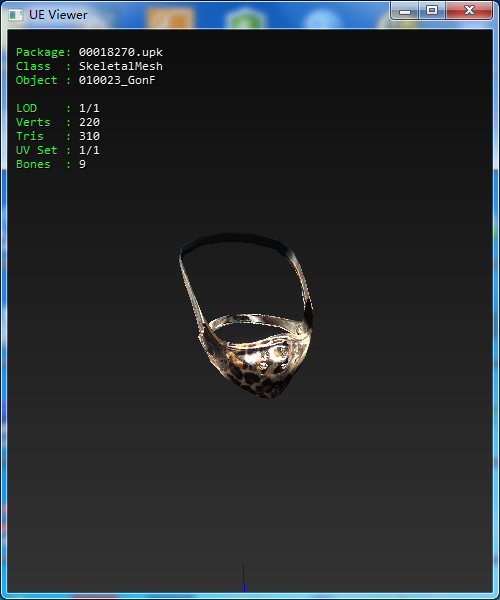 UE Viewer
Package: 00018270.upk
Class : SkeletalMesh
Object : 010023_GonF
LOD : 1/1
Verts : 220
Tris : 310
UV Set : 1/1
Bones : 9